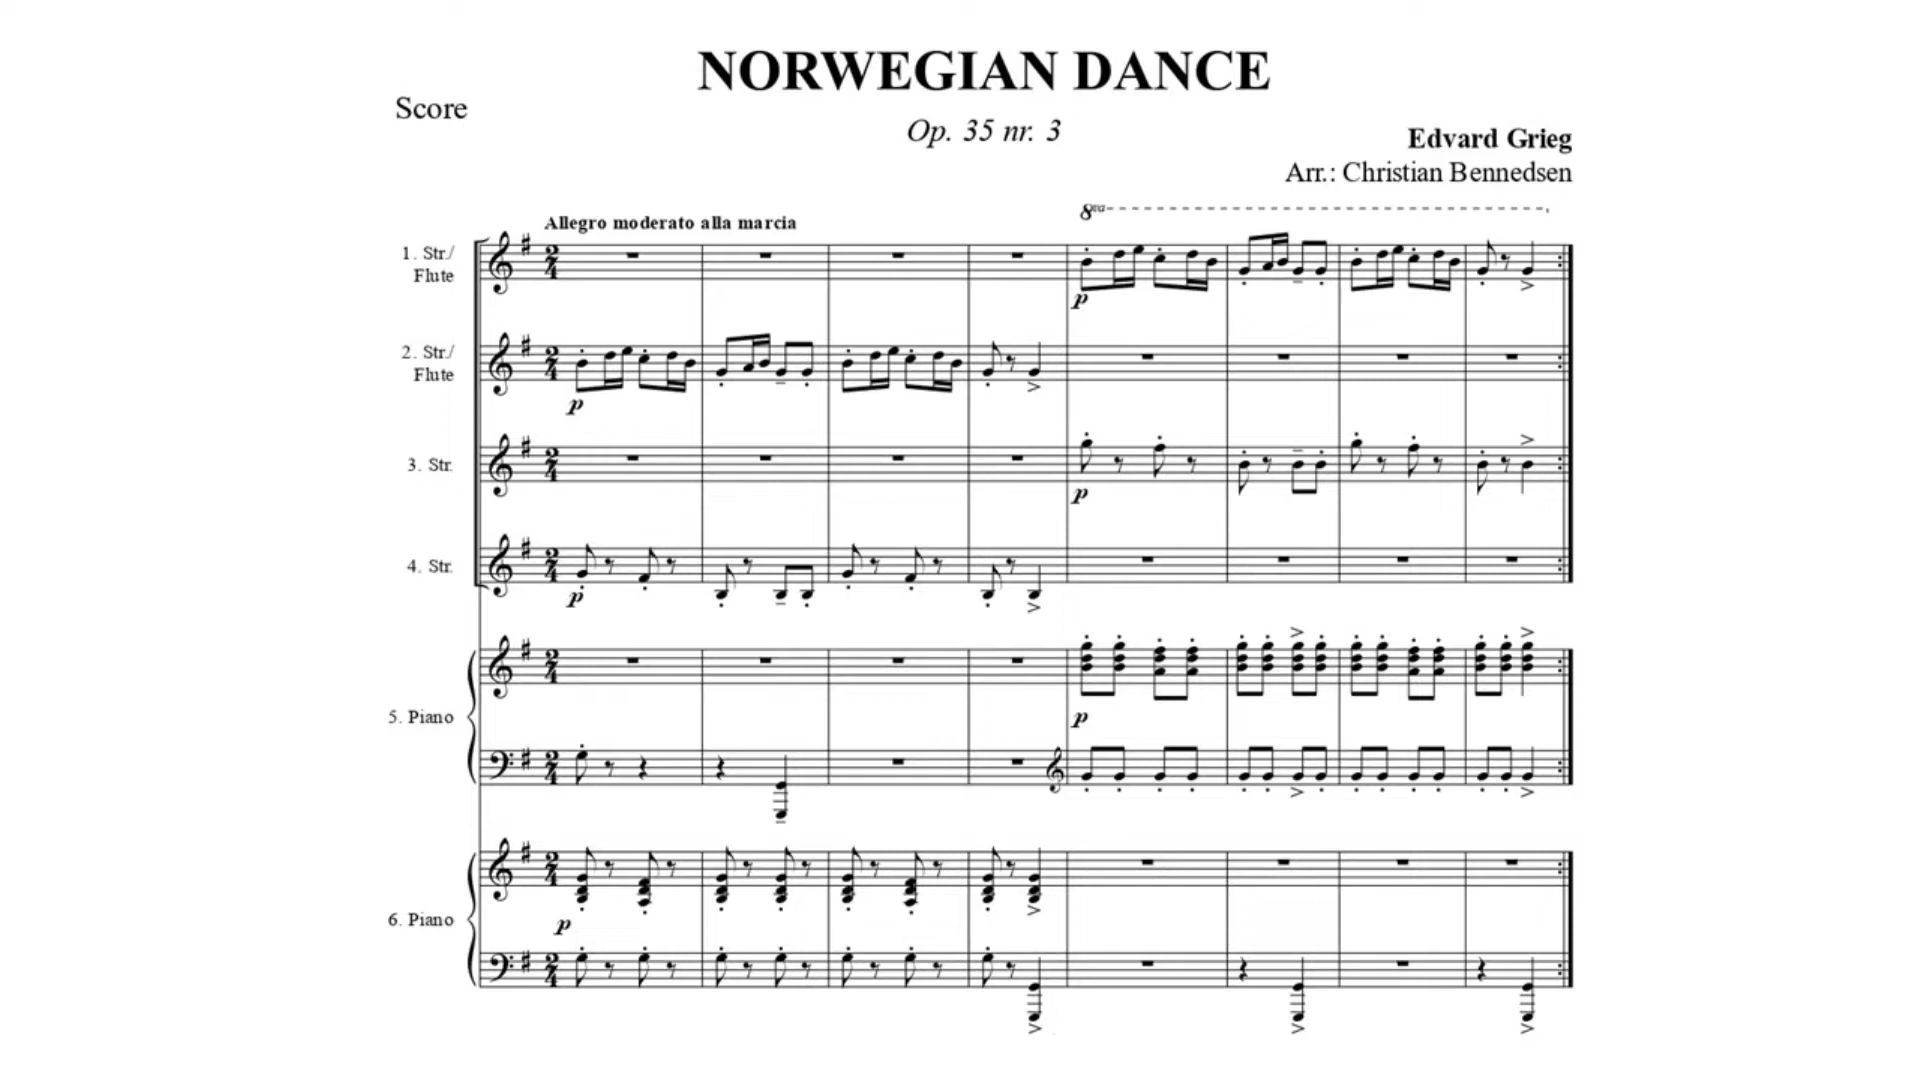 NORWEGIAN DANCE
Score
Op. 35 nr. 3
Edvard Grieg
Arr.: Christian Bennedsen
8va
Allegro moderato alla marcia
1. Str./
Flute
p
2. Str./
Flute
p
3. Str.
p
4. Str.
p
5. Piano
p
6. Piano
p